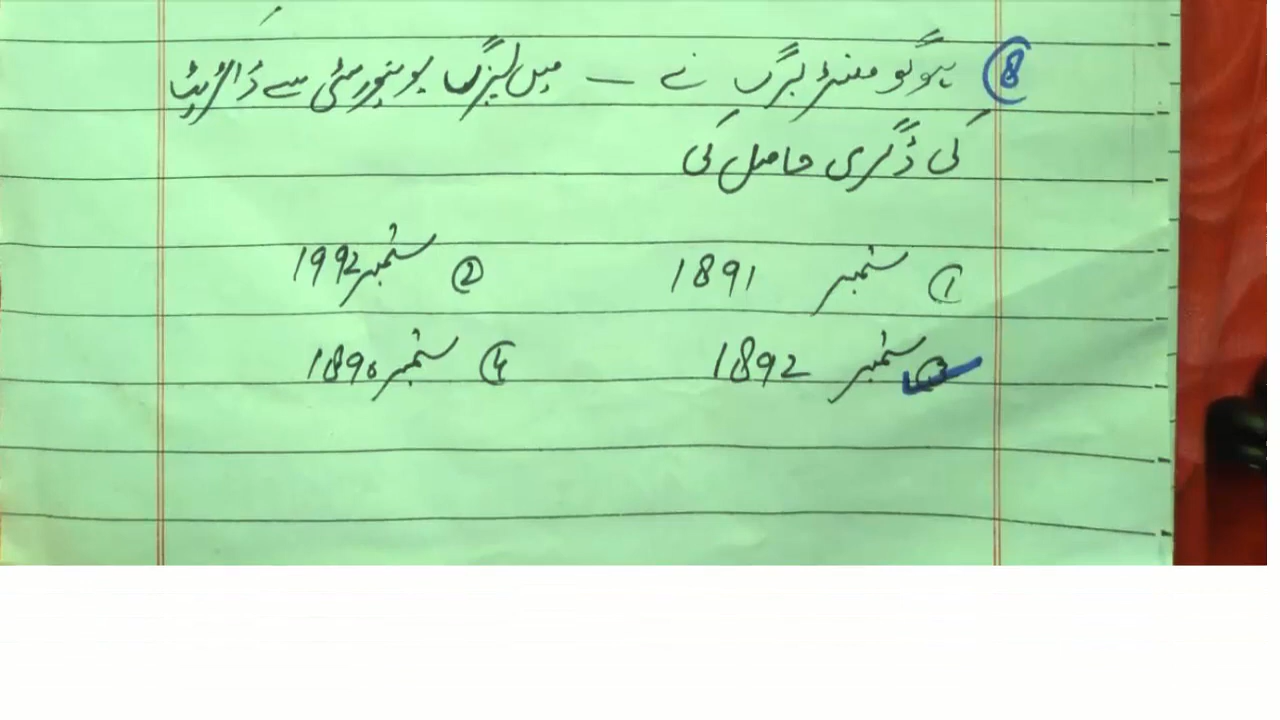 8 ہیوگو منسٹربرگ نے — میں لیپزگ یونیورسٹی سے ڈاکٹریٹ
کی ڈگری حاصل کی
1 ستمبر 1891 2 ستمبر 1992
3 ستمبر 1892 4 ستمبر 1890